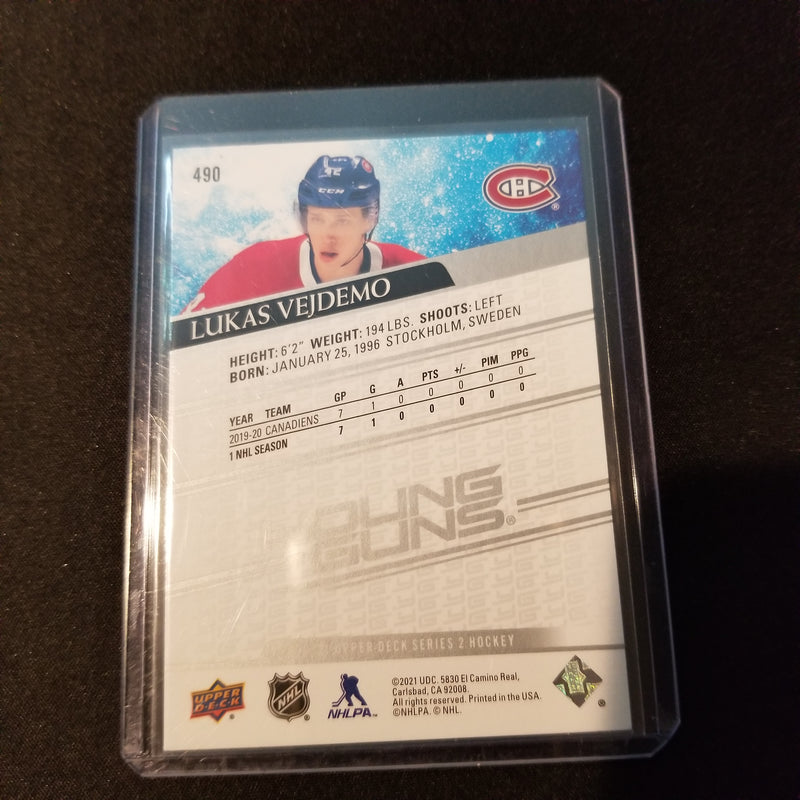 490
CCM
LUKAS VEJDEMO
HEIGHT: 6'2" WEIGHT: 194 LBS. SHOOTS: LEFT
BORN: JANUARY 25, 1996 STOCKHOLM, SWEDEN
YEAR TEAM GP G A PTS +/- PIM PPG
2019-20 CANADIENS 7 1 0 0 0 0 0
1 NHL SEASON 7 1 0 0 0 0 0
YOUNG
GUNS®
UPPER DECK SERIES 2 HOCKEY
UPPER
DECK
NHL
NHLPA
©2021 UDC. 5830 El Camino Real,
Carlsbad, CA 92008.
All rights reserved. Printed in the USA.
©NHLPA. © NHL.